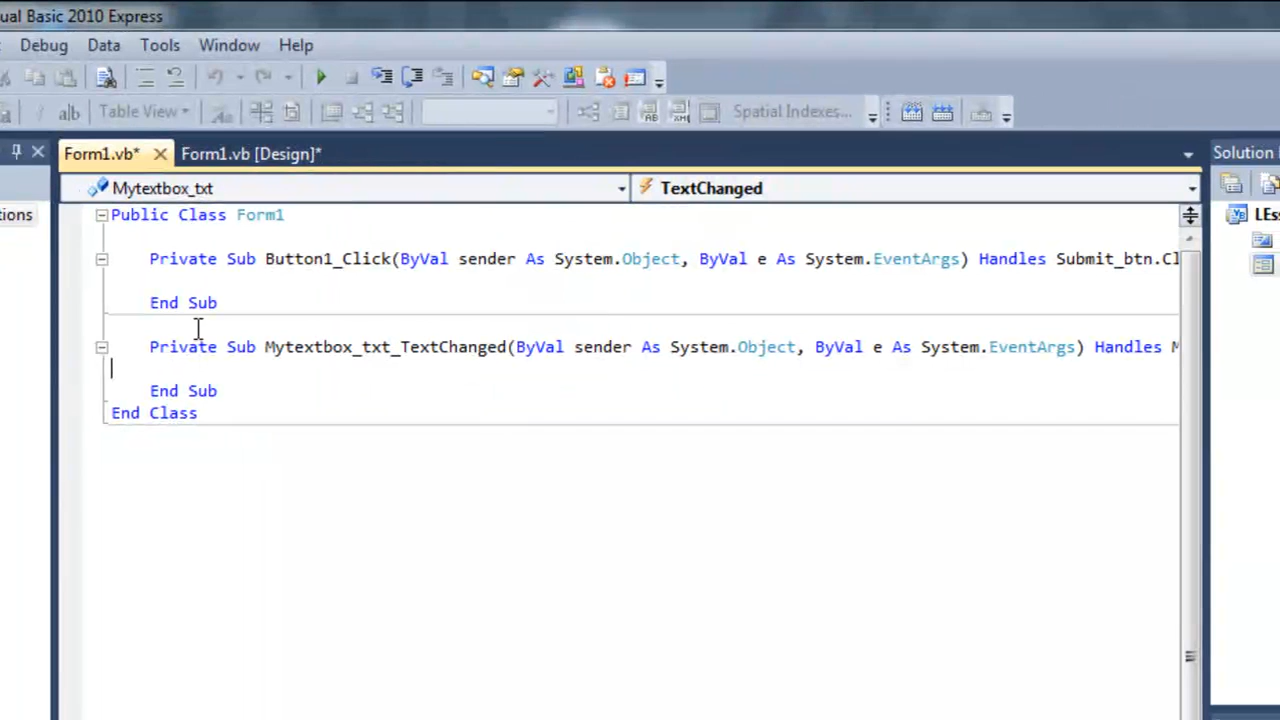 ual Basic 2010 Express
Debug Data Tools Window Help
Table View Spatial Indexes...
Form1.vb* Form1.vb [Design]* Solution
Mytextbox_txt TextChanged
tions
Public Class Form1
LEs
Private Sub Button1_Click(ByVal sender As System.Object, ByVal e As System.EventArgs) Handles Submit_btn.Cl
End Sub
Private Sub Mytextbox_txt_TextChanged(ByVal sender As System.Object, ByVal e As System.EventArgs) Handles M
End Sub
End Class